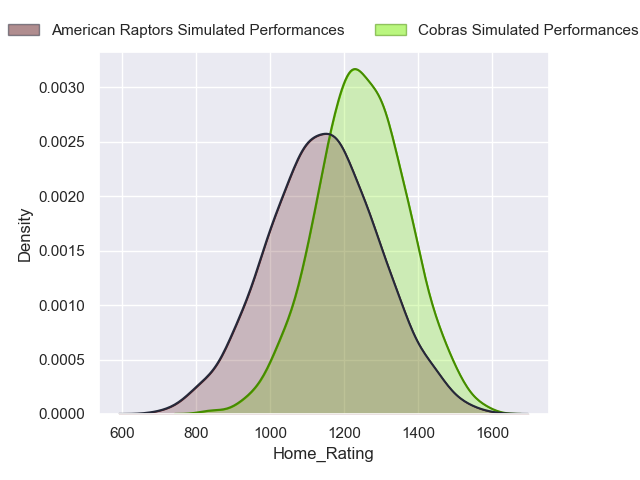 American Raptors Simulated Performances Cobras Simulated Performances
0.0030
0.0025
0.0020
0.0015
0.0010
0.0005
0.0000
Density
600 800 1000 1200 1400 1600
Home_Rating